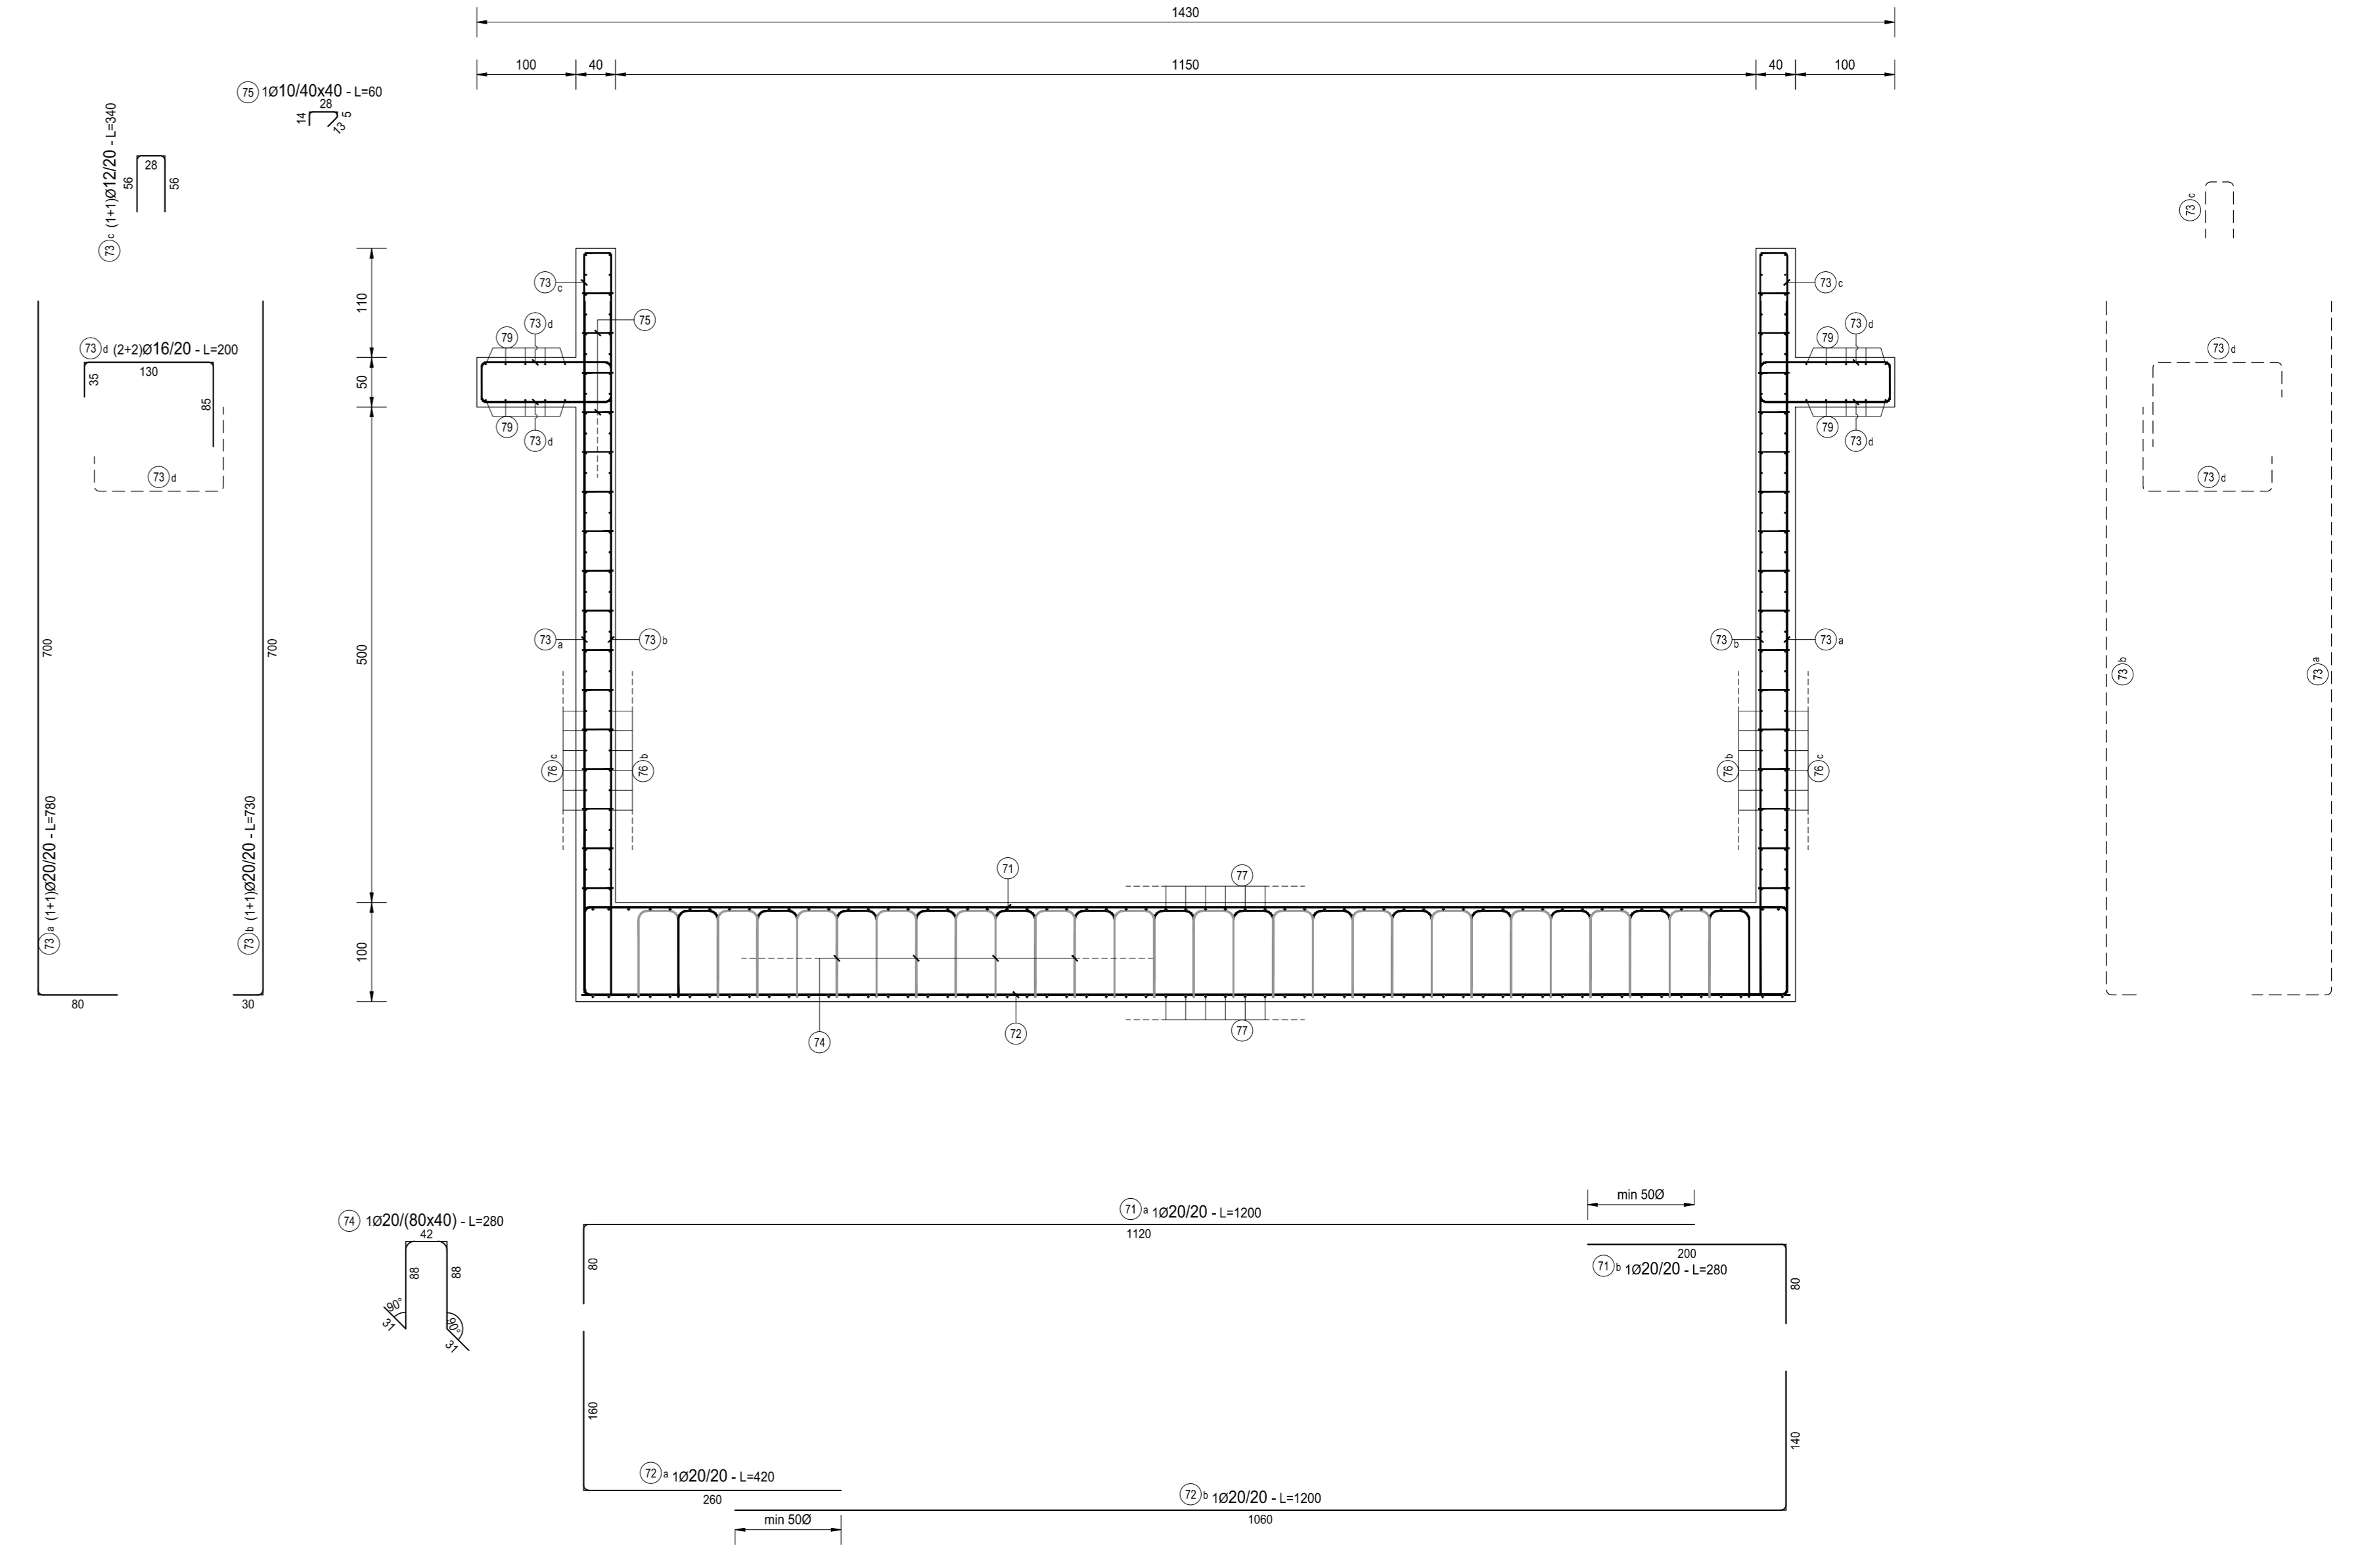 1430
100 40 1150 40 100
75 1Ø10/40x40 - L=60
28
14
5
13
73 c (1+1)Ø12/20 - L=340
28
56
56
73 c
73 c
73 c
110
75
73 d
79
73 d
79
73 d (2+2)Ø16/20 - L=200
130
35
85
73 d
50
79
73 d
79
73 d
73 d
73 d
700
700
500
73 a
73 b
73 b
73 a
73 b
73 a
76 c
76 b
76 b
76 c
73 a (1+1)Ø20/20 - L=780
73 b (1+1)Ø20/20 - L=730
80
30
100
71
77
74
72
77
74 1Ø20/(80x40) - L=280
42
88
88
90°
31
90°
31
71 a 1Ø20/20 - L=1200
1120
80
min 50Ø
200
71 b 1Ø20/20 - L=280
80
160
140
72 a 1Ø20/20 - L=420
260
72 b 1Ø20/20 - L=1200
1060
min 50Ø